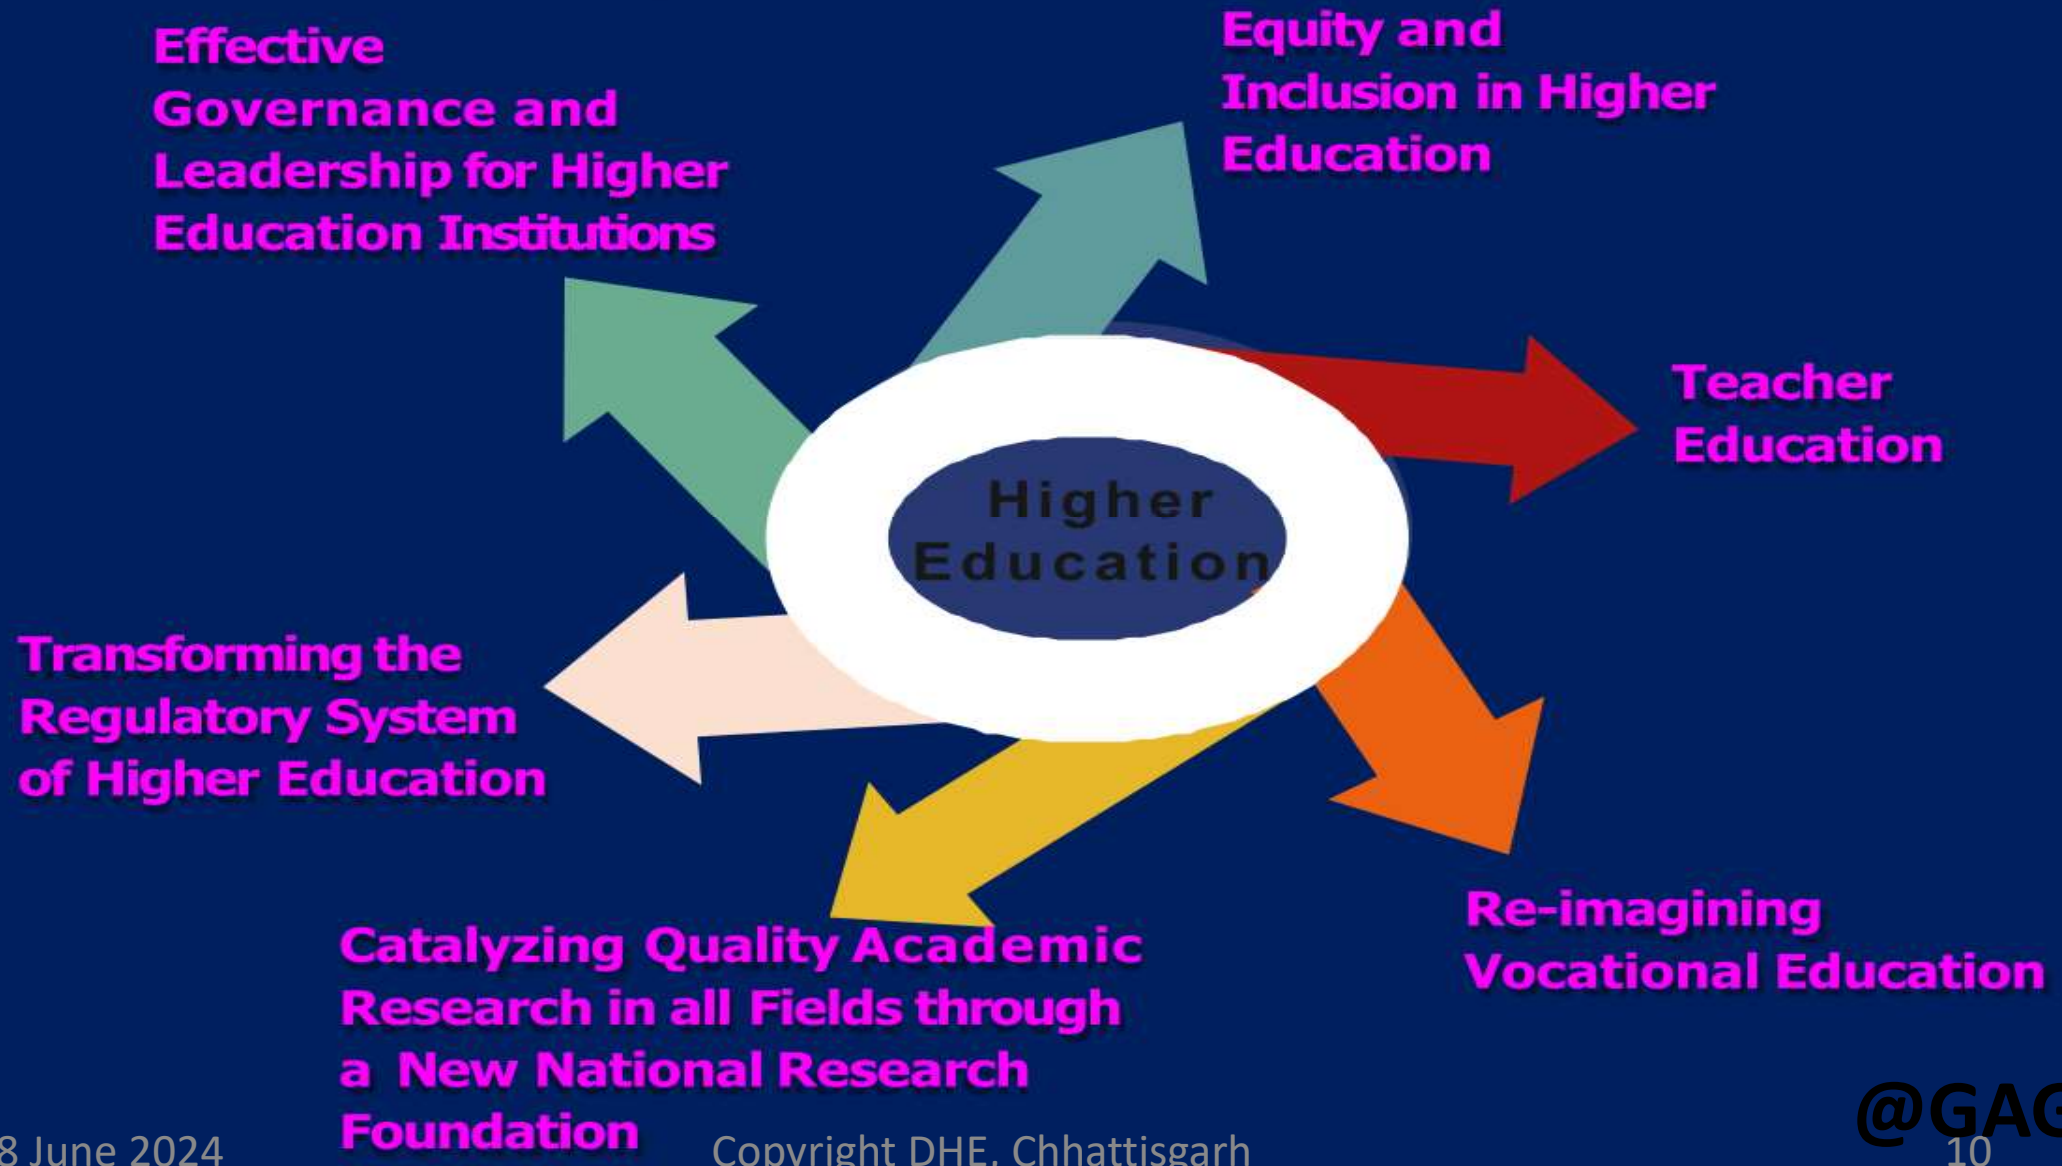 Effective
Governance and
Leadership for Higher
Education Institutions
Equity and
Inclusion in Higher
Education
Teacher
Education
Higher
Education
Transforming the
Regulatory System
of Higher Education
Catalyzing Quality Academic
Research in all Fields through
a New National Research
Foundation
Re-imagining
Vocational Education
@GAG
8 June 2024
Copyright DHE, Chhattisgarh
10